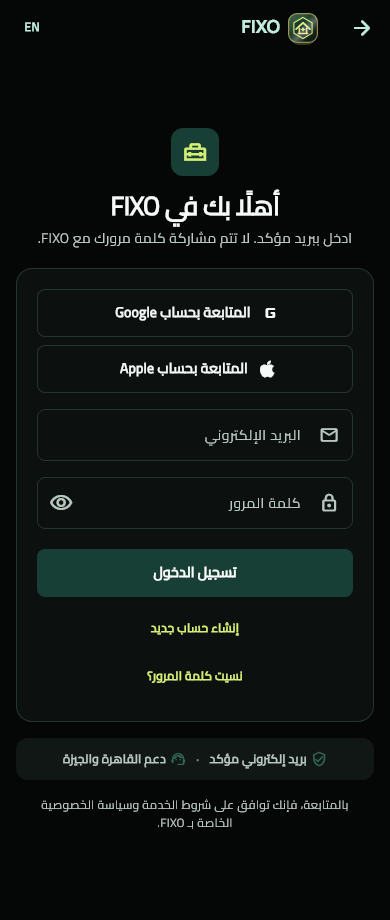 FIXO
EN
أهلًا بك في FIXO
ادخل ببريد مؤكد. لا تتم مشاركة كلمة مرورك مع FIXO.
المتابعة بحساب Google
المتابعة بحساب Apple
البريد الإلكتروني
كلمة المرور
تسجيل الدخول
إنشاء حساب جديد
نسيت كلمة المرور؟
بريد إلكتروني مؤكد · دعم القاهرة والجيزة
بالمتابعة، فإنك توافق على شروط الخدمة وسياسة الخصوصية
الخاصة بـ FIXO.